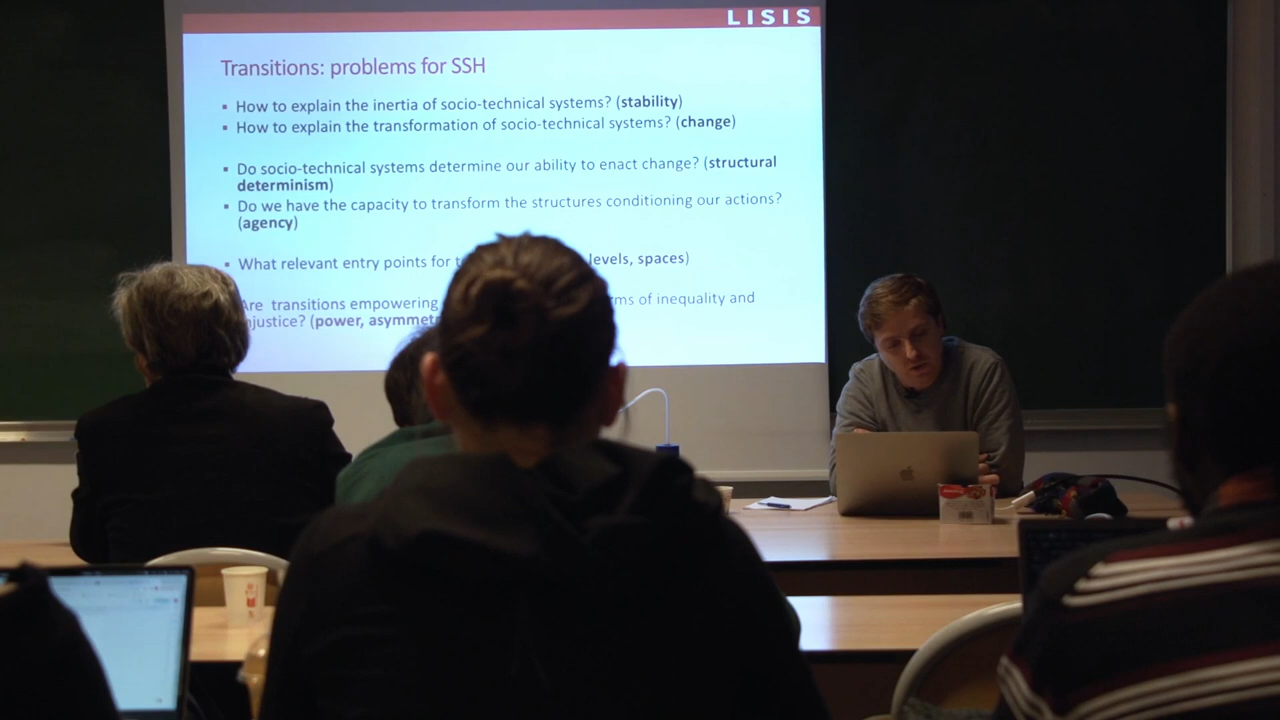 LISIS
Transitions: problems for SSH
▪ How to explain the inertia of socio-technical systems? (stability)
▪ How to explain the transformation of socio-technical systems? (change)
▪ Do socio-technical systems determine our ability to enact change? (structural
determinism)
▪ Do we have the capacity to transform the structures conditioning our actions?
(agency)
▪ What relevant entry points for levels, spaces)
Are transitions empowering of inequality and
(power,